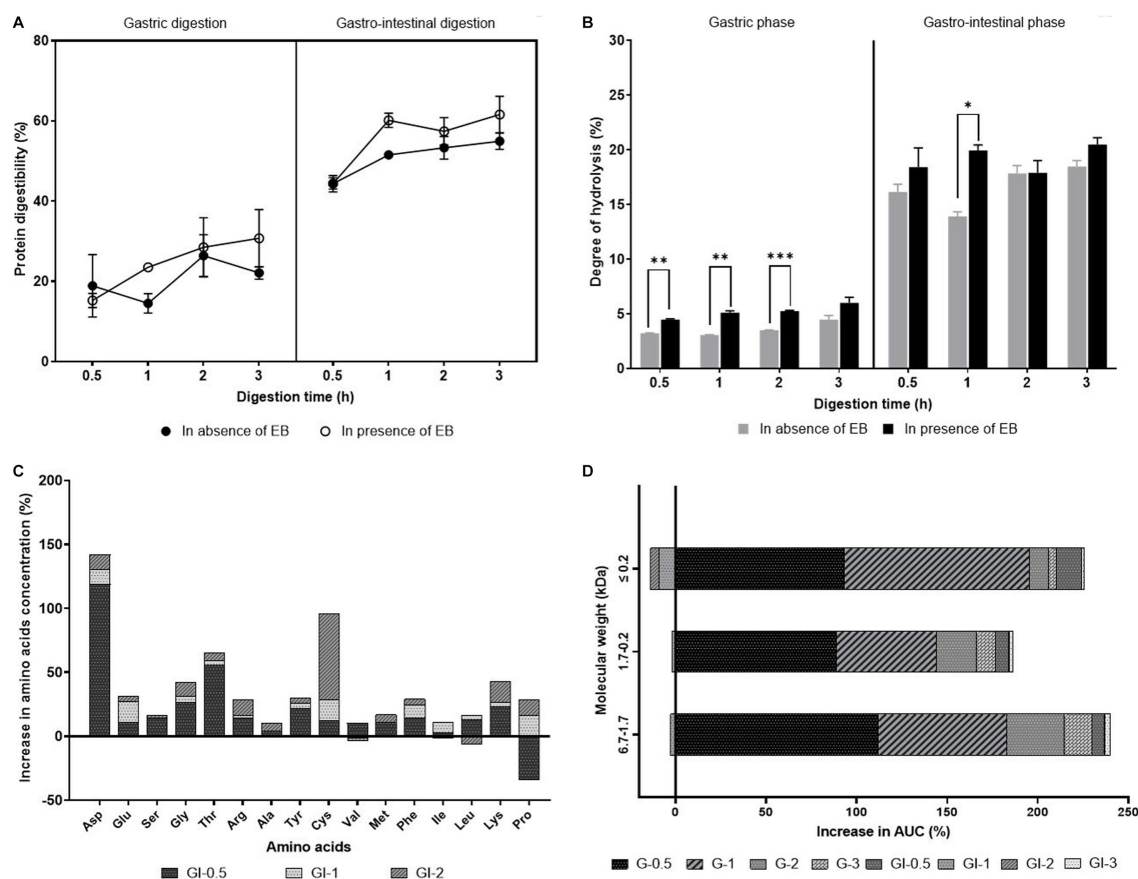 A
Gastric digestion
Gastro-intestinal digestion
Protein digestibility (%)
80
60
40
20
0
0.5 1 2 3 0.5 1 2 3
Digestion time (h)
In absence of EB In presence of EB
B
Gastric phase
Gastro-intestinal phase
Degree of hydrolysis (%)
30
25
20
15
10
5
0
** ** *** *
0.5 1 2 3 0.5 1 2 3
Digestion time (h)
In absence of EB In presence of EB
C
Increase in amino acids concentration (%)
200
150
100
50
0
-50
Asp Glu Ser Gly Thr Arg Ala Tyr Cys Val Met Phe Ile Leu Lys Pro
Amino acids
GI-0.5 GI-1 GI-2
D
Molecular weight (kDa)
≤ 0.2
1.7-0.2
6.7-1.7
0 50 100 150 200 250
Increase in AUC (%)
G-0.5 G-1 G-2 G-3 GI-0.5 GI-1 GI-2 GI-3